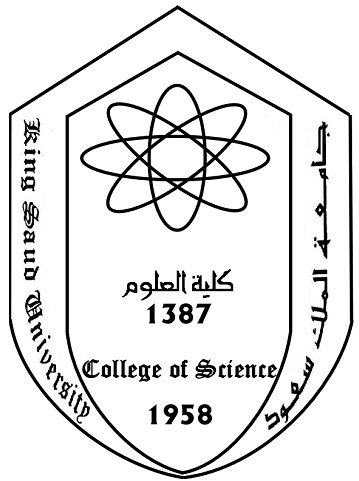 King Saud University
جامعة الملك سعود
كلية العلوم
1387
College of Science
1958